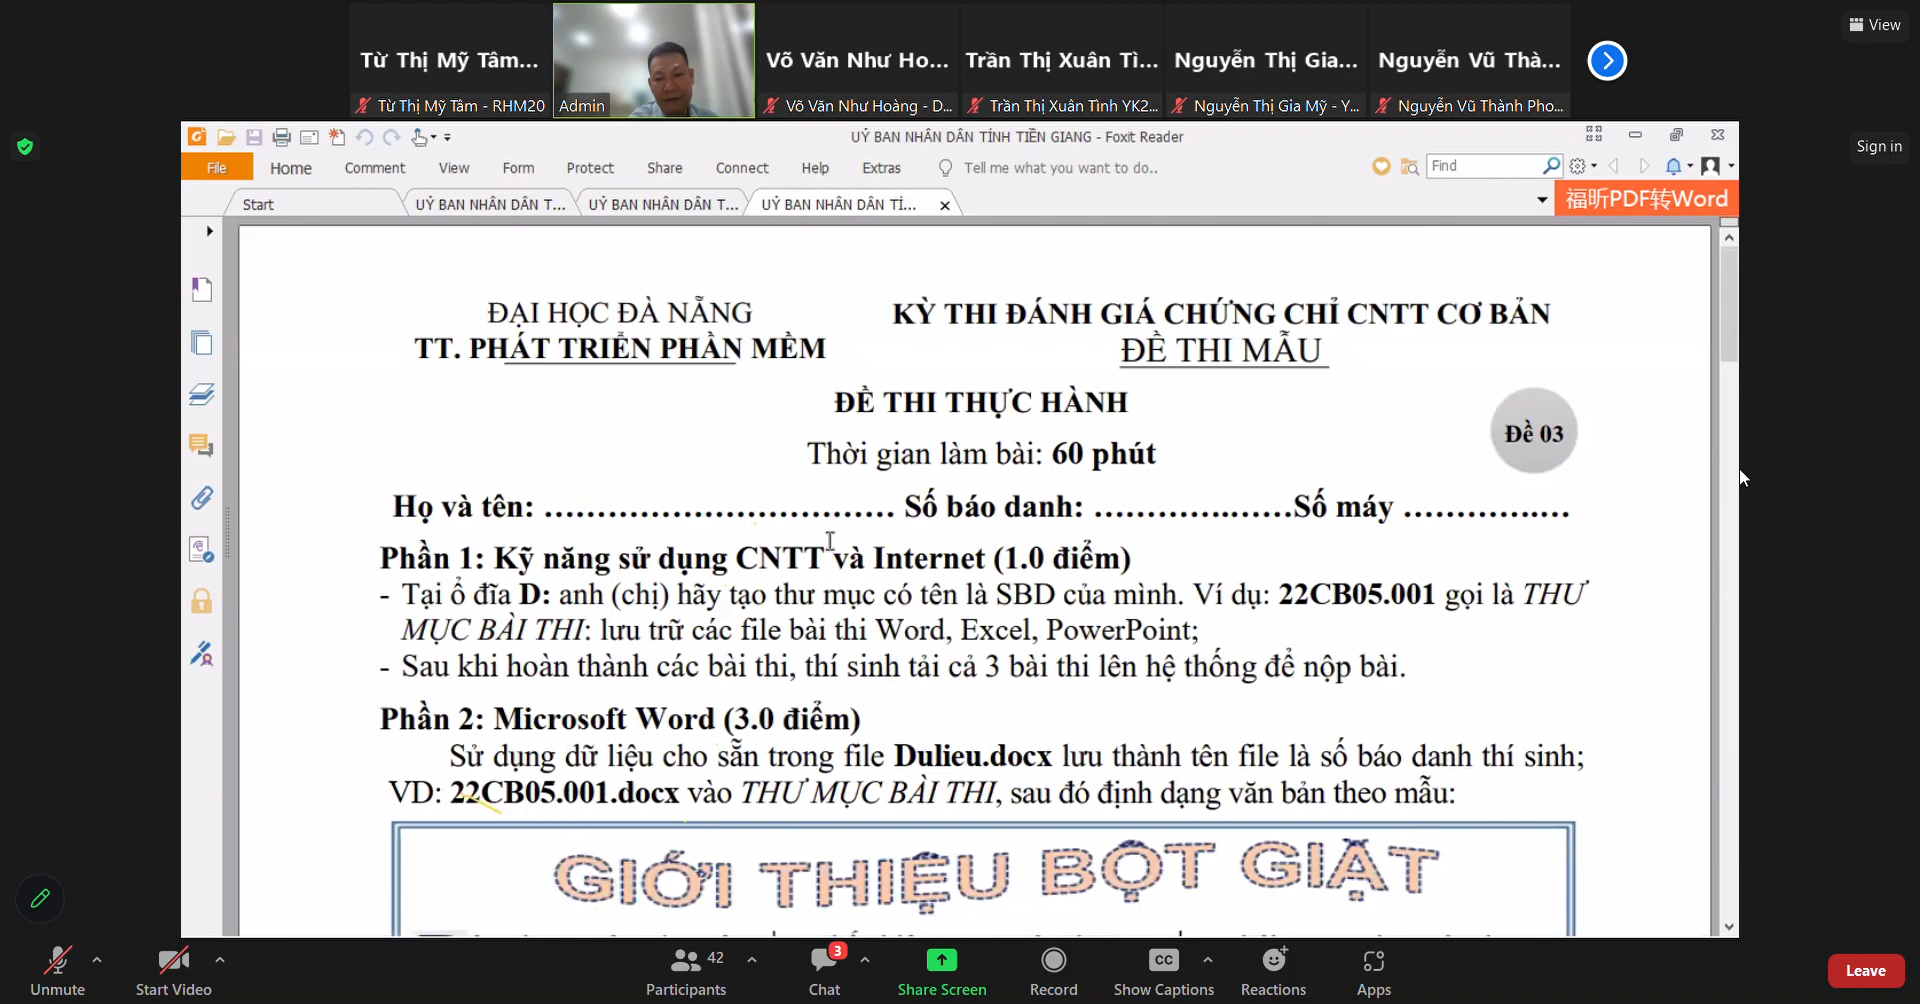 View
Từ Thị Mỹ Tâm...
Võ Văn Như Ho...
Trần Thị Xuân Tì...
Nguyễn Thị Gia...
Nguyễn Vũ Thà...
Từ Thị Mỹ Tâm - RHM20
Admin
Võ Văn Như Hoàng - D...
Trần Thị Xuân Tình YK2...
Nguyễn Thị Gia Mỹ - Y...
Nguyễn Vũ Thành Pho...
UỶ BAN NHÂN DÂN TỈNH TIỀN GIANG - Foxit Reader
Sign in
File
Home
Comment
View
Form
Protect
Share
Connect
Help
Extras
Tell me what you want to do..
Find
Start
UỶ BAN NHÂN DÂN T...
UỶ BAN NHÂN DÂN T...
UỶ BAN NHÂN DÂN TỈ...
福昕PDF转Word
ĐẠI HỌC ĐÀ NẴNG
TT. PHÁT TRIỂN PHẦN MỀM
KỲ THI ĐÁNH GIÁ CHỨNG CHỈ CNTT CƠ BẢN
ĐỀ THI MẪU
ĐỀ THI THỰC HÀNH
Thời gian làm bài: 60 phút
Đề 03
Họ và tên: ................................. Số báo danh: ...................Số máy ................
Phần 1: Kỹ năng sử dụng CNTT và Internet (1.0 điểm)
- Tại ổ đĩa D: anh (chị) hãy tạo thư mục có tên là SBD của mình. Ví dụ: 22CB05.001 gọi là THƯ
MỤC BÀI THI: lưu trữ các file bài thi Word, Excel, PowerPoint;
- Sau khi hoàn thành các bài thi, thí sinh tải cả 3 bài thi lên hệ thống để nộp bài.
Phần 2: Microsoft Word (3.0 điểm)
Sử dụng dữ liệu cho sẵn trong file Dulieu.docx lưu thành tên file là số báo danh thí sinh;
VD: 22CB05.001.docx vào THƯ MỤC BÀI THI, sau đó định dạng văn bản theo mẫu:
GIỚI THIỆU BỘT GIẶT
42
3
CC
Unmute
Start Video
Participants
Chat
Share Screen
Record
Show Captions
Reactions
Apps
Leave